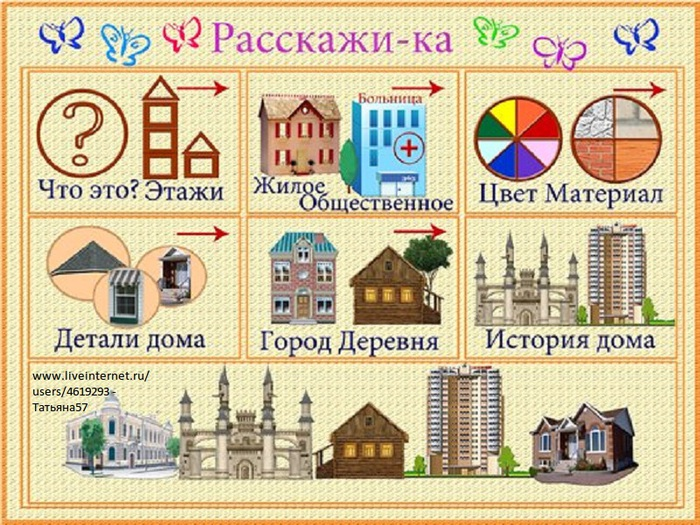 Расскажи-ка
Что это? Этажи
Больница
Жилое
Общественное
Цвет Материал
Детали дома
Город Деревня
История дома
www.liveinternet.ru/
users/4619293 -
Татьяна57